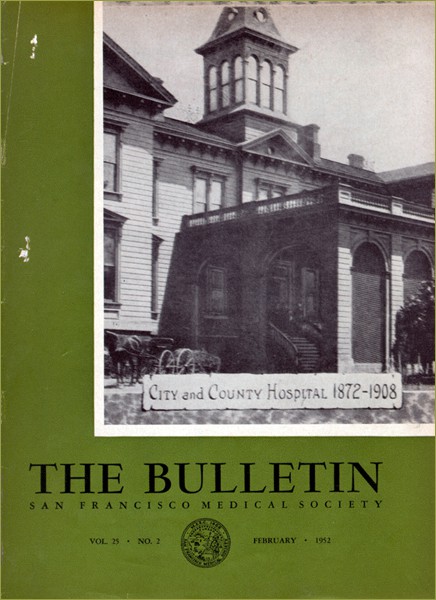 CITY and COUNTY HOSPITAL 1872-1908
THE BULLETIN
SAN FRANCISCO MEDICAL SOCIETY
VOL. 25 • NO. 2
FEBRUARY • 1952